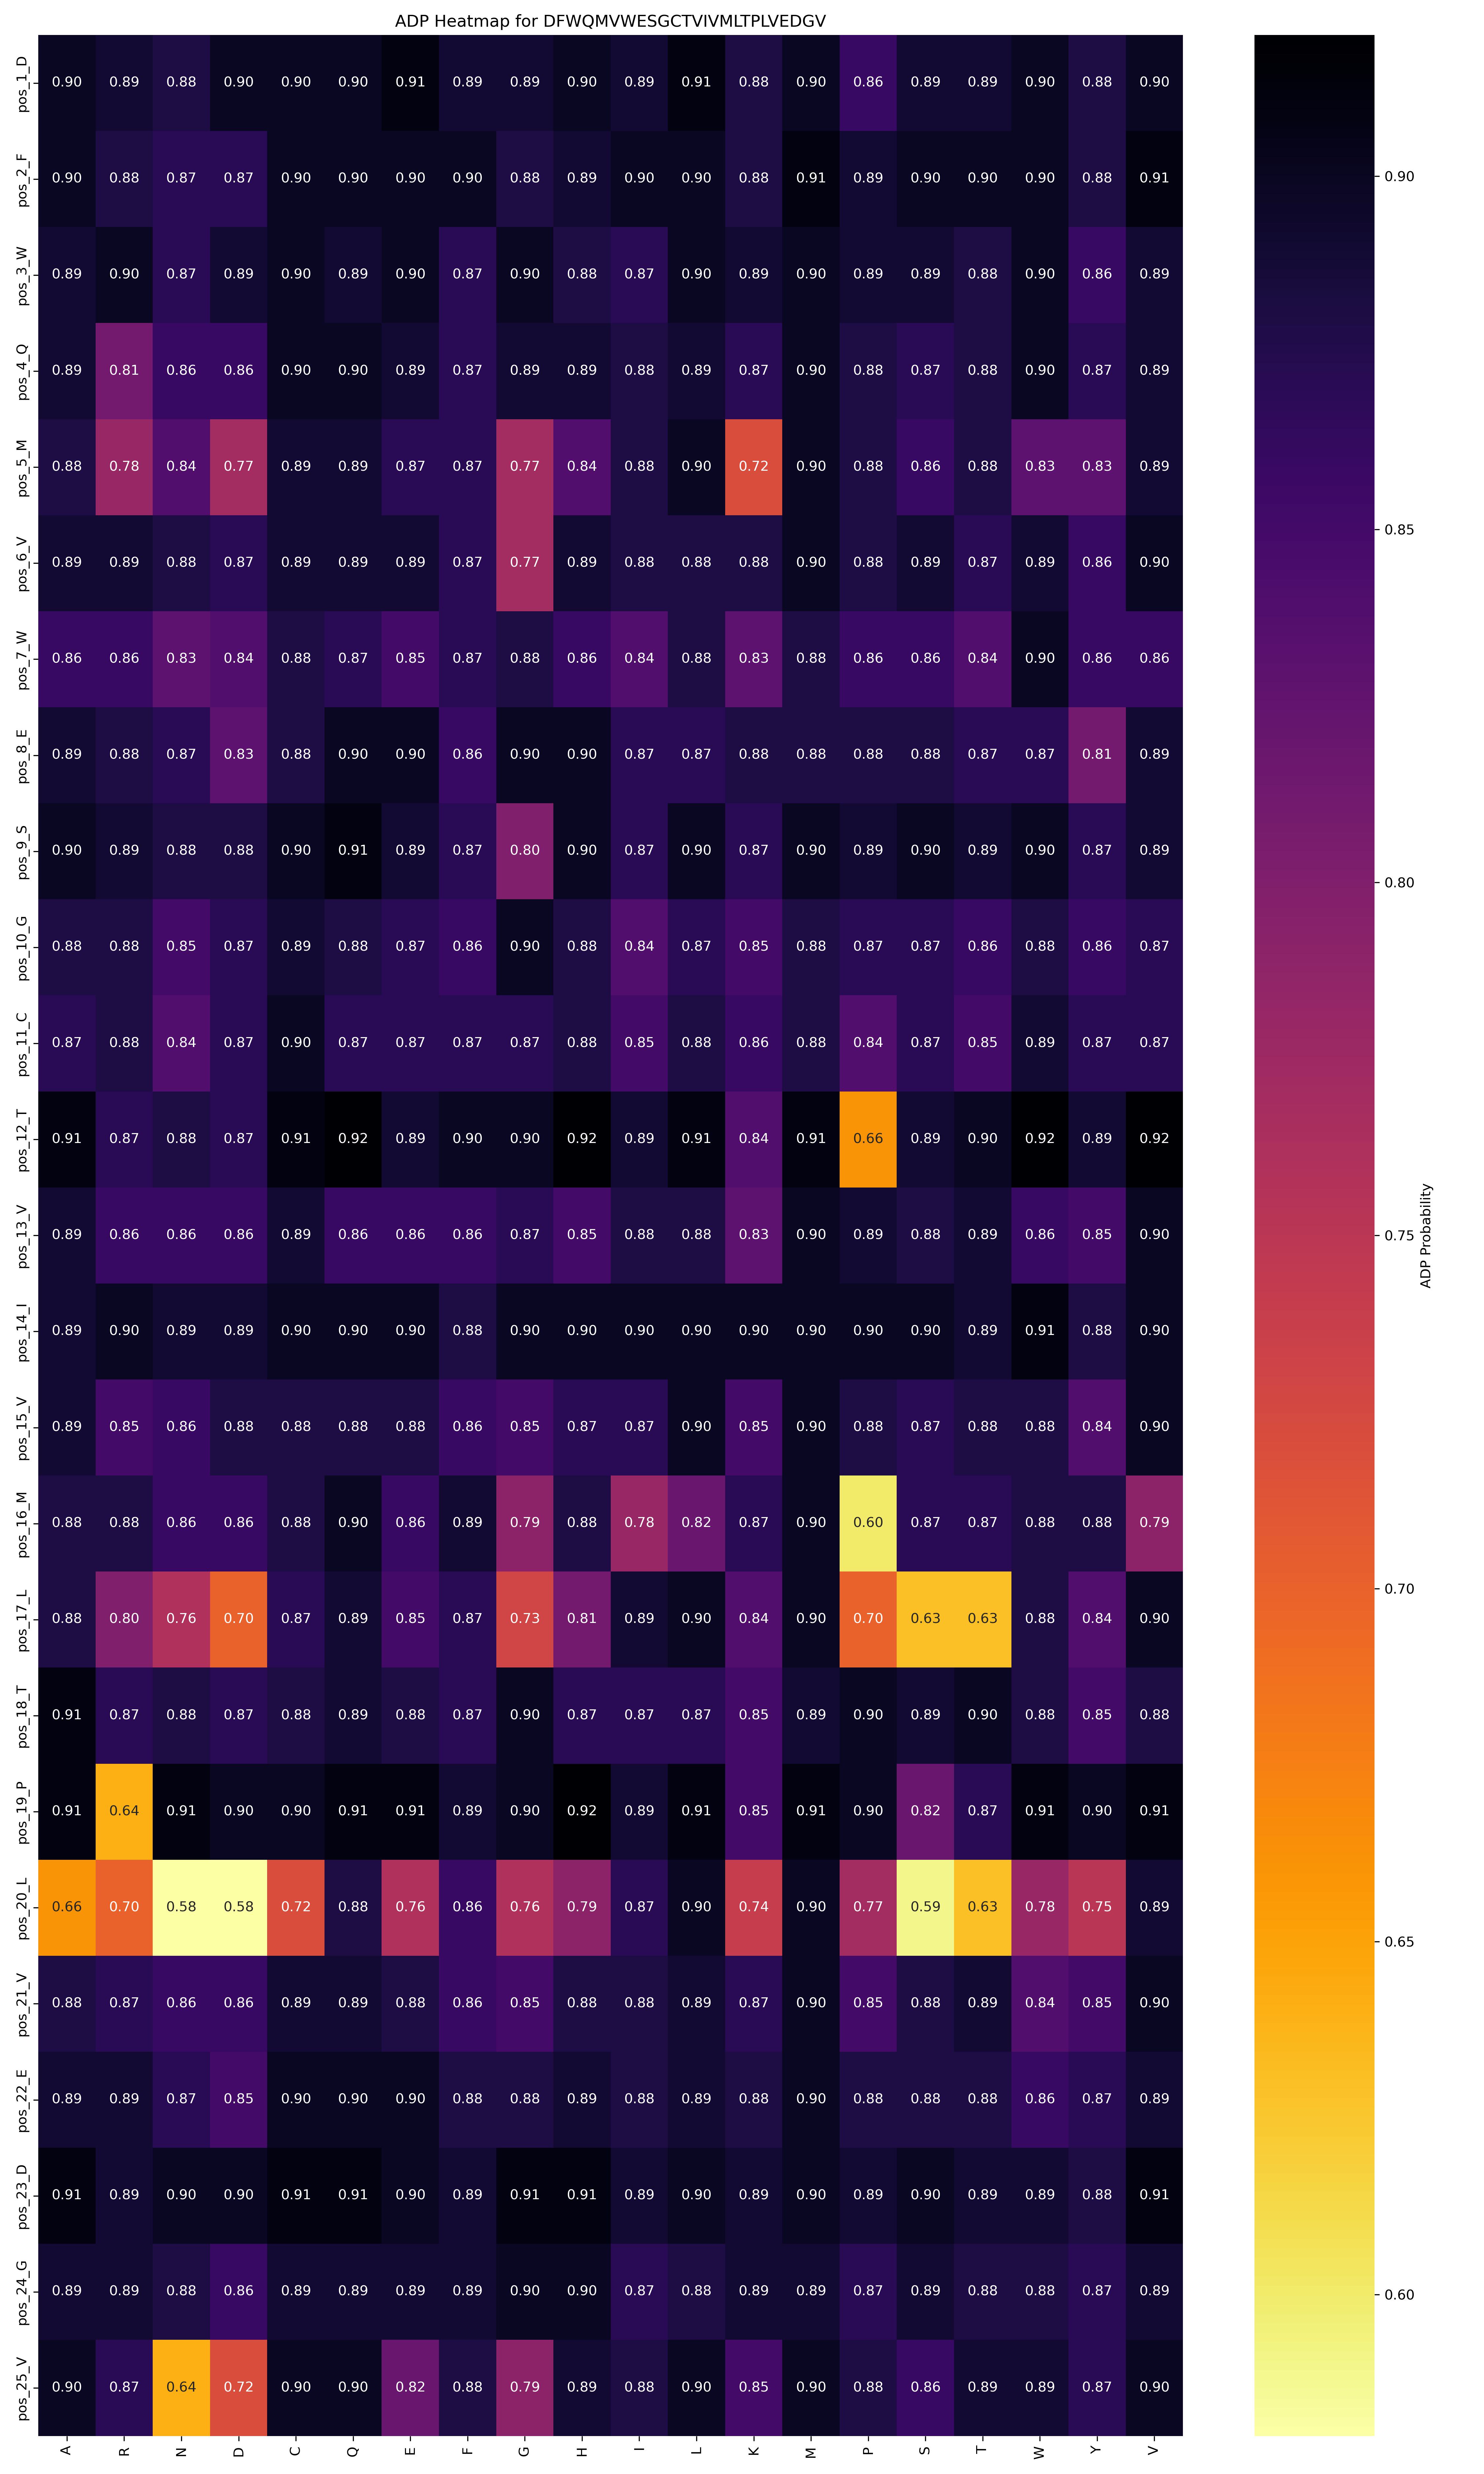 ADP Heatmap for DFWQMVWESGCTVIVMLTPLVEDGV
pos_1_D 0.90 0.89 0.88 0.90 0.90 0.90 0.91 0.89 0.89 0.90 0.89 0.91 0.88 0.90 0.86 0.89 0.89 0.90 0.88 0.90
pos_2_F 0.90 0.88 0.87 0.87 0.90 0.90 0.90 0.90 0.88 0.89 0.90 0.90 0.88 0.91 0.89 0.90 0.90 0.90 0.88 0.91
pos_3_W 0.89 0.90 0.87 0.89 0.90 0.89 0.90 0.87 0.90 0.88 0.87 0.90 0.89 0.90 0.89 0.89 0.88 0.90 0.86 0.89
pos_4_Q 0.89 0.81 0.86 0.86 0.90 0.90 0.89 0.87 0.89 0.89 0.88 0.89 0.87 0.90 0.88 0.87 0.88 0.90 0.87 0.89
pos_5_M 0.88 0.78 0.84 0.77 0.89 0.89 0.87 0.87 0.77 0.84 0.88 0.90 0.72 0.90 0.88 0.86 0.88 0.83 0.83 0.89
pos_6_V 0.89 0.89 0.88 0.87 0.89 0.89 0.89 0.87 0.77 0.89 0.88 0.88 0.88 0.90 0.88 0.89 0.87 0.89 0.86 0.90
pos_7_W 0.86 0.86 0.83 0.84 0.88 0.87 0.85 0.87 0.88 0.86 0.84 0.88 0.83 0.88 0.86 0.86 0.84 0.90 0.86 0.86
pos_8_E 0.89 0.88 0.87 0.83 0.88 0.90 0.90 0.86 0.90 0.90 0.87 0.87 0.88 0.88 0.88 0.88 0.87 0.87 0.81 0.89
pos_9_S 0.90 0.89 0.88 0.88 0.90 0.91 0.89 0.87 0.80 0.90 0.87 0.90 0.87 0.90 0.89 0.90 0.89 0.90 0.87 0.89
pos_10_G 0.88 0.88 0.85 0.87 0.89 0.88 0.87 0.86 0.90 0.88 0.84 0.87 0.85 0.88 0.87 0.87 0.86 0.88 0.86 0.87
pos_11_C 0.87 0.88 0.84 0.87 0.90 0.87 0.87 0.87 0.87 0.88 0.85 0.88 0.86 0.88 0.84 0.87 0.85 0.89 0.87 0.87
pos_12_T 0.91 0.87 0.88 0.87 0.91 0.92 0.89 0.90 0.90 0.92 0.89 0.91 0.84 0.91 0.66 0.89 0.90 0.92 0.89 0.92
pos_13_V 0.89 0.86 0.86 0.86 0.89 0.86 0.86 0.86 0.87 0.85 0.88 0.88 0.83 0.90 0.89 0.88 0.89 0.86 0.85 0.90
pos_14_I 0.89 0.90 0.89 0.89 0.90 0.90 0.90 0.88 0.90 0.90 0.90 0.90 0.90 0.90 0.90 0.90 0.89 0.91 0.88 0.90
pos_15_V 0.89 0.85 0.86 0.88 0.88 0.88 0.88 0.86 0.85 0.87 0.87 0.90 0.85 0.90 0.88 0.87 0.88 0.88 0.84 0.90
pos_16_M 0.88 0.88 0.86 0.86 0.88 0.90 0.86 0.89 0.79 0.88 0.78 0.82 0.87 0.90 0.60 0.87 0.87 0.88 0.88 0.79
pos_17_L 0.88 0.80 0.76 0.70 0.87 0.89 0.85 0.87 0.73 0.81 0.89 0.90 0.84 0.90 0.70 0.63 0.63 0.88 0.84 0.90
pos_18_T 0.91 0.87 0.88 0.87 0.88 0.89 0.88 0.87 0.90 0.87 0.87 0.87 0.85 0.89 0.90 0.89 0.90 0.88 0.85 0.88
pos_19_P 0.91 0.64 0.91 0.90 0.90 0.91 0.91 0.89 0.90 0.92 0.89 0.91 0.85 0.91 0.90 0.82 0.87 0.91 0.90 0.91
pos_20_L 0.66 0.70 0.58 0.58 0.72 0.88 0.76 0.86 0.76 0.79 0.87 0.90 0.74 0.90 0.77 0.59 0.63 0.78 0.75 0.89
pos_21_V 0.88 0.87 0.86 0.86 0.89 0.89 0.88 0.86 0.85 0.88 0.88 0.89 0.87 0.90 0.85 0.88 0.89 0.84 0.85 0.90
pos_22_E 0.89 0.89 0.87 0.85 0.90 0.90 0.90 0.88 0.88 0.89 0.88 0.89 0.88 0.90 0.88 0.88 0.88 0.86 0.87 0.89
pos_23_D 0.91 0.89 0.90 0.90 0.91 0.91 0.90 0.89 0.91 0.91 0.89 0.90 0.89 0.90 0.89 0.90 0.89 0.89 0.88 0.91
pos_24_G 0.89 0.89 0.88 0.86 0.89 0.89 0.89 0.89 0.90 0.90 0.87 0.88 0.89 0.89 0.87 0.89 0.88 0.88 0.87 0.89
pos_25_V 0.90 0.87 0.64 0.72 0.90 0.90 0.82 0.88 0.79 0.89 0.88 0.90 0.85 0.90 0.88 0.86 0.89 0.89 0.87 0.90
A R N D C Q E F G H I L K M P S T W Y V
0.90
0.85
0.80
0.75
0.70
0.65
0.60
ADP Probability